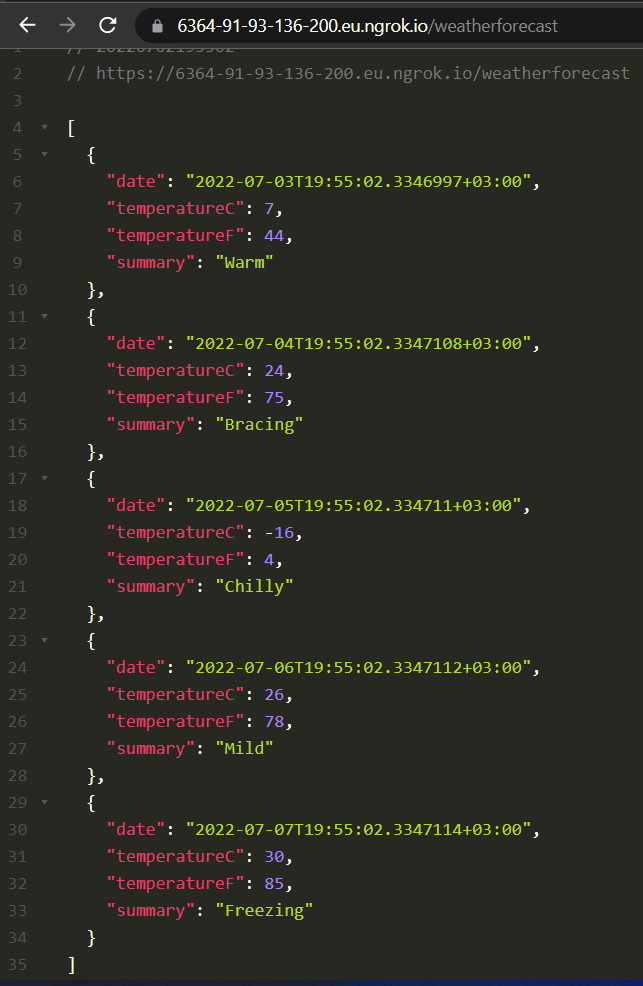 6364-91-93-136-200.eu.ngrok.io/weatherforecast
2 // https://6364-91-93-136-200.eu.ngrok.io/weatherforecast
3
4 [
5 {
6 "date": "2022-07-03T19:55:02.3346997+03:00",
7 "temperatureC": 7,
8 "temperatureF": 44,
9 "summary": "Warm"
10 },
11 {
12 "date": "2022-07-04T19:55:02.3347108+03:00",
13 "temperatureC": 24,
14 "temperatureF": 75,
15 "summary": "Bracing"
16 },
17 {
18 "date": "2022-07-05T19:55:02.334711+03:00",
19 "temperatureC": -16,
20 "temperatureF": 4,
21 "summary": "Chilly"
22 },
23 {
24 "date": "2022-07-06T19:55:02.3347112+03:00",
25 "temperatureC": 26,
26 "temperatureF": 78,
27 "summary": "Mild"
28 },
29 {
30 "date": "2022-07-07T19:55:02.3347114+03:00",
31 "temperatureC": 30,
32 "temperatureF": 85,
33 "summary": "Freezing"
34 }
35 ]